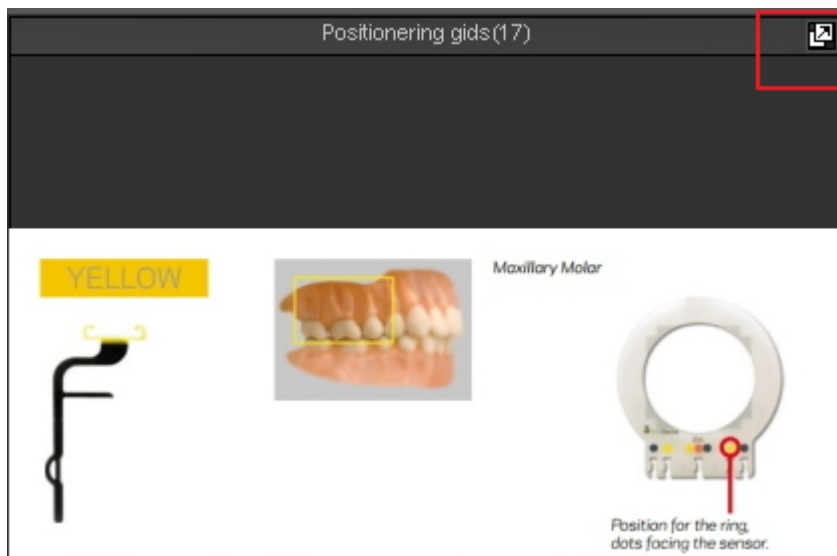 Positionering gids(17)
YELLOW
Maxillary Molar
Position for the ring,
dots facing the sensor.